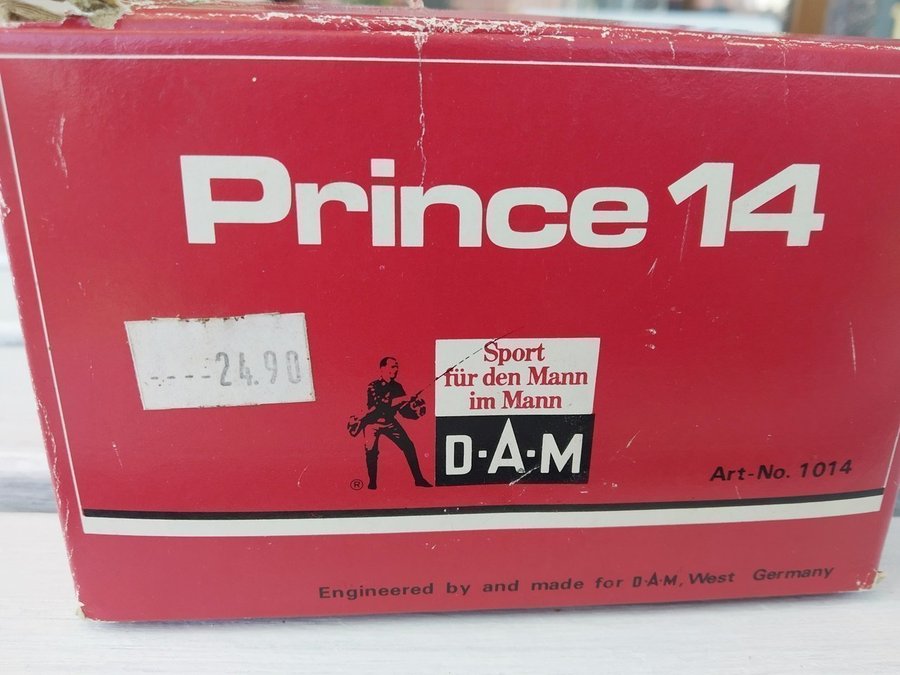 Prince 14
----24.90
Sport
für den Mann
im Mann
D·A·M
®
Art-No. 1014
Engineered by and made for D·A·M, West Germany